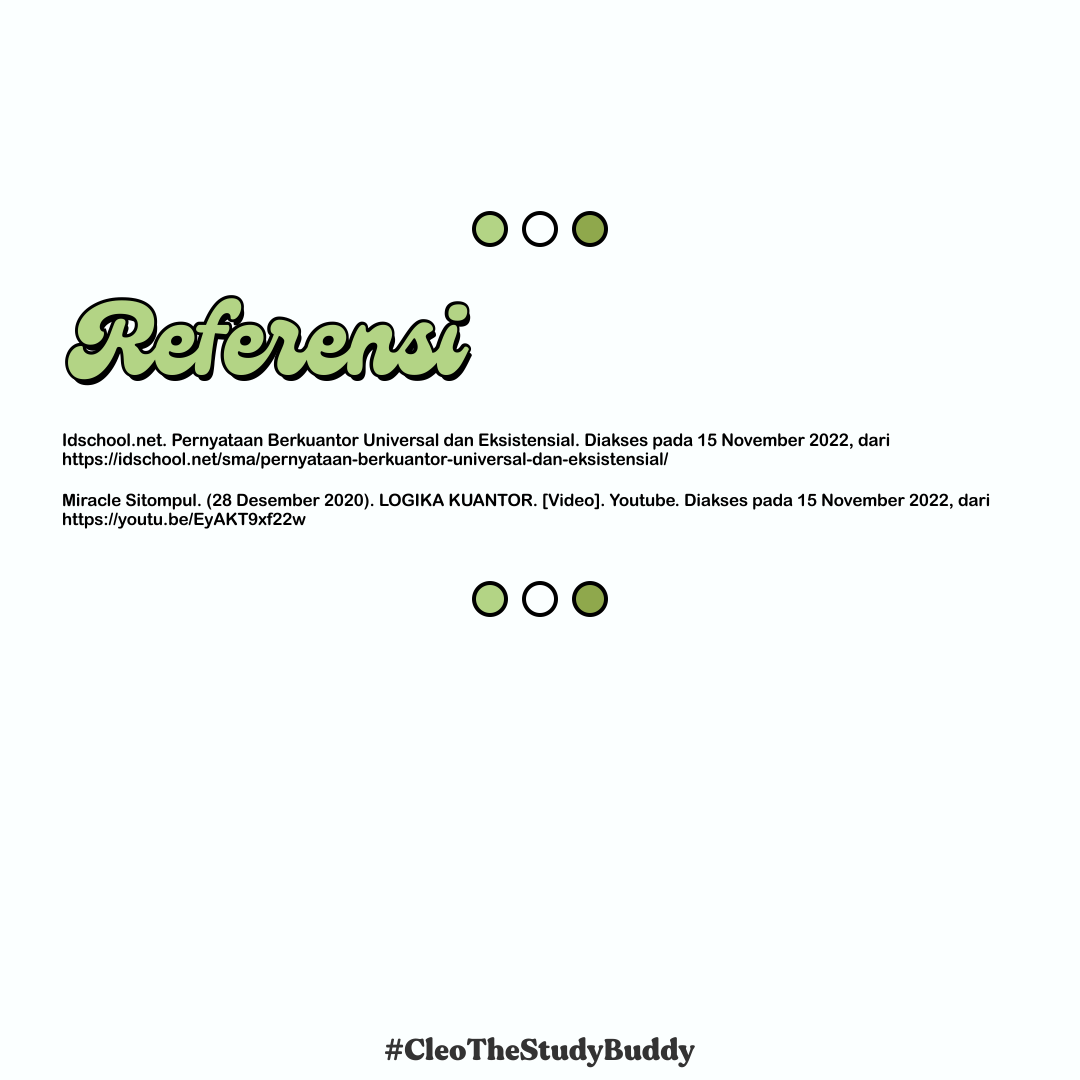 Referensi
Idschool.net. Pernyataan Berkuantor Universal dan Eksistensial. Diakses pada 15 November 2022, dari
https://idschool.net/sma/pernyataan-berkuantor-universal-dan-eksistensial/
Miracle Sitompul. (28 Desember 2020). LOGIKA KUANTOR. [Video]. Youtube. Diakses pada 15 November 2022, dari
https://youtu.be/EyAKT9xf22w
#CleoTheStudyBuddy